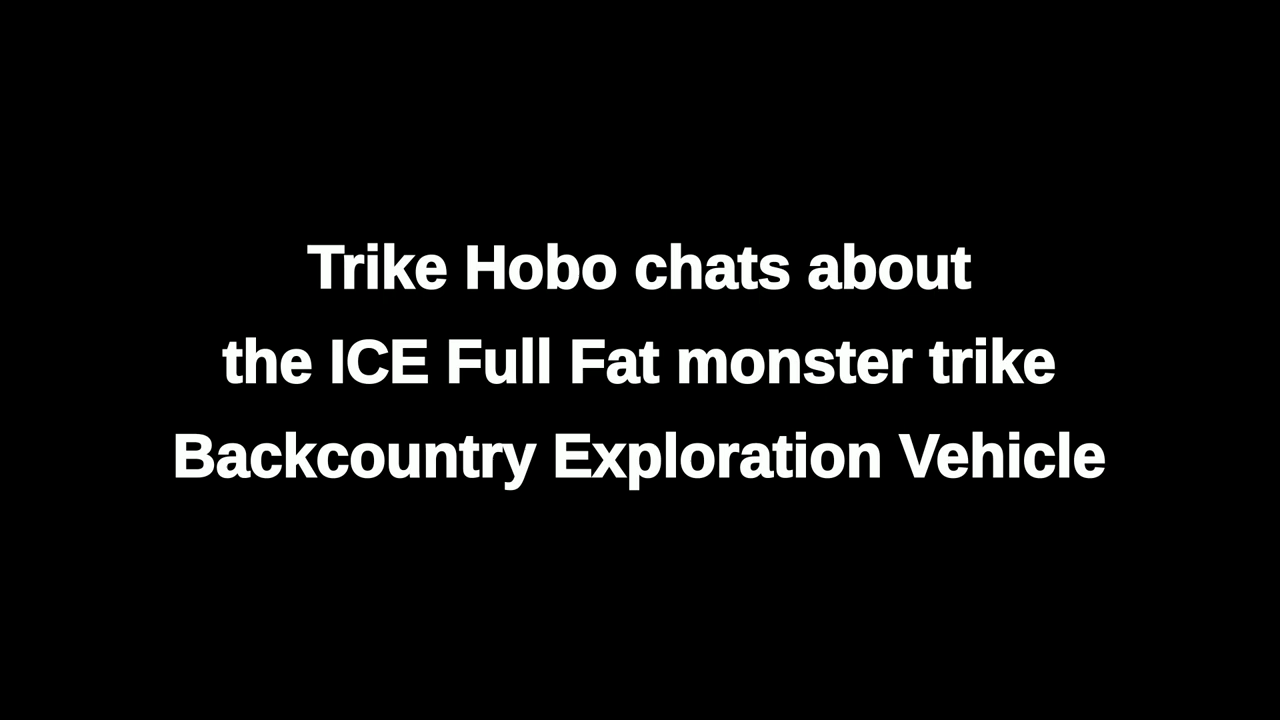 Trike Hobo chats about
the ICE Full Fat monster trike
Backcountry Exploration Vehicle